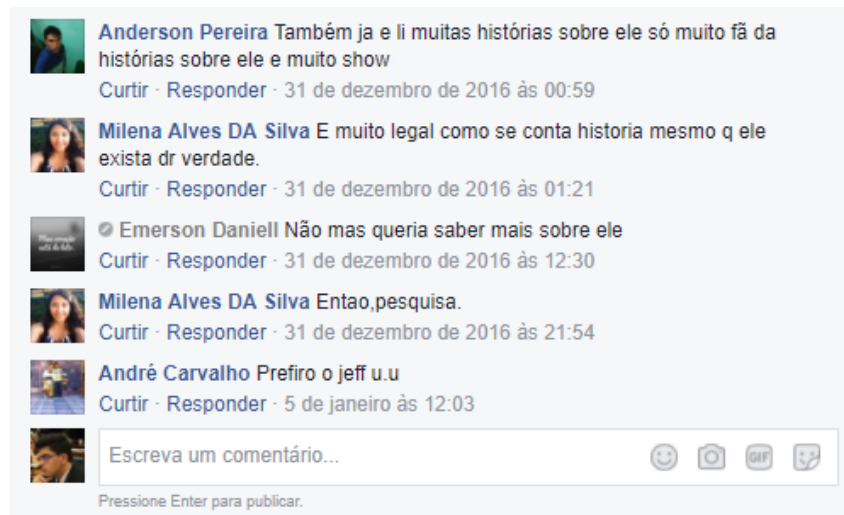 Anderson Pereira Também ja e li muitas histórias sobre ele só muito fã da
histórias sobre ele e muito show
Curtir · Responder · 31 de dezembro de 2016 às 00:59
Milena Alves DA Silva E muito legal como se conta historia mesmo q ele
exista dr verdade.
Curtir · Responder · 31 de dezembro de 2016 às 01:21
Emerson Daniell Não mas queria saber mais sobre ele
Curtir · Responder · 31 de dezembro de 2016 às 12:30
Milena Alves DA Silva Entao,pesquisa.
Curtir · Responder · 31 de dezembro de 2016 às 21:54
André Carvalho Prefiro o jeff u.u
Curtir · Responder · 5 de janeiro às 12:03
Escreva um comentário...
GIF
Pressione Enter para publicar.